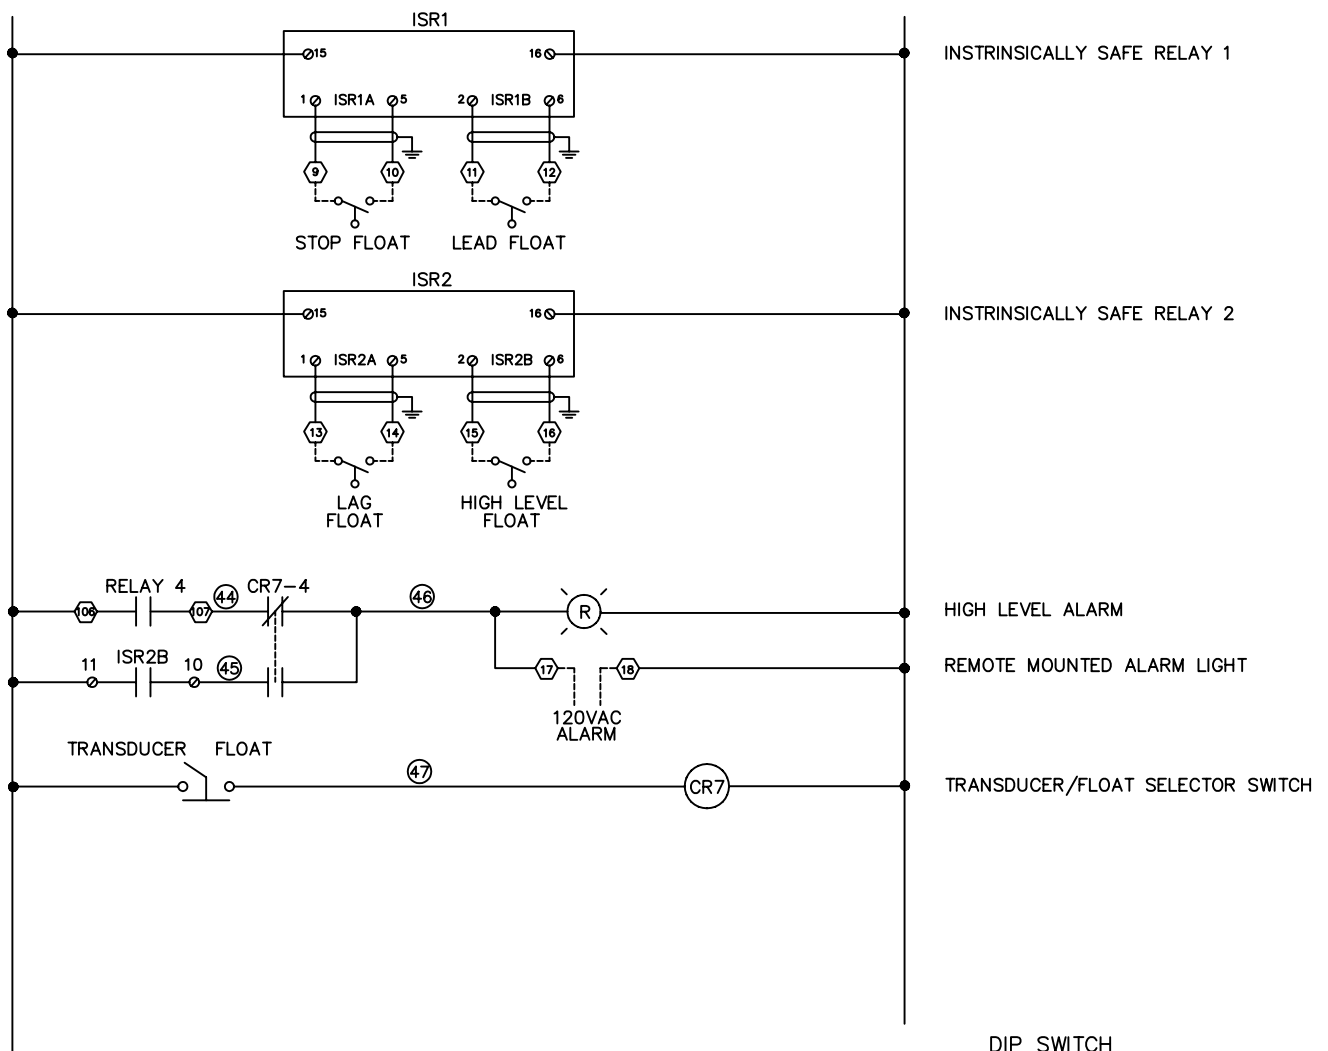 ISR1
15 16 INSTRINSICALLY SAFE RELAY 1
1 ISR1A 5 2 ISR1B 6
9 10 11 12
STOP FLOAT LEAD FLOAT
ISR2
15 16 INSTRINSICALLY SAFE RELAY 2
1 ISR2A 5 2 ISR2B 6
13 14 15 16
LAG
FLOAT
HIGH LEVEL
FLOAT
RELAY 4 CR7-4
106 107 44 46 R HIGH LEVEL ALARM
ISR2B
11 10 45
17 18 REMOTE MOUNTED ALARM LIGHT
120VAC
ALARM
TRANSDUCER FLOAT
47 CR7 TRANSDUCER/FLOAT SELECTOR SWITCH
DIP SWITCH